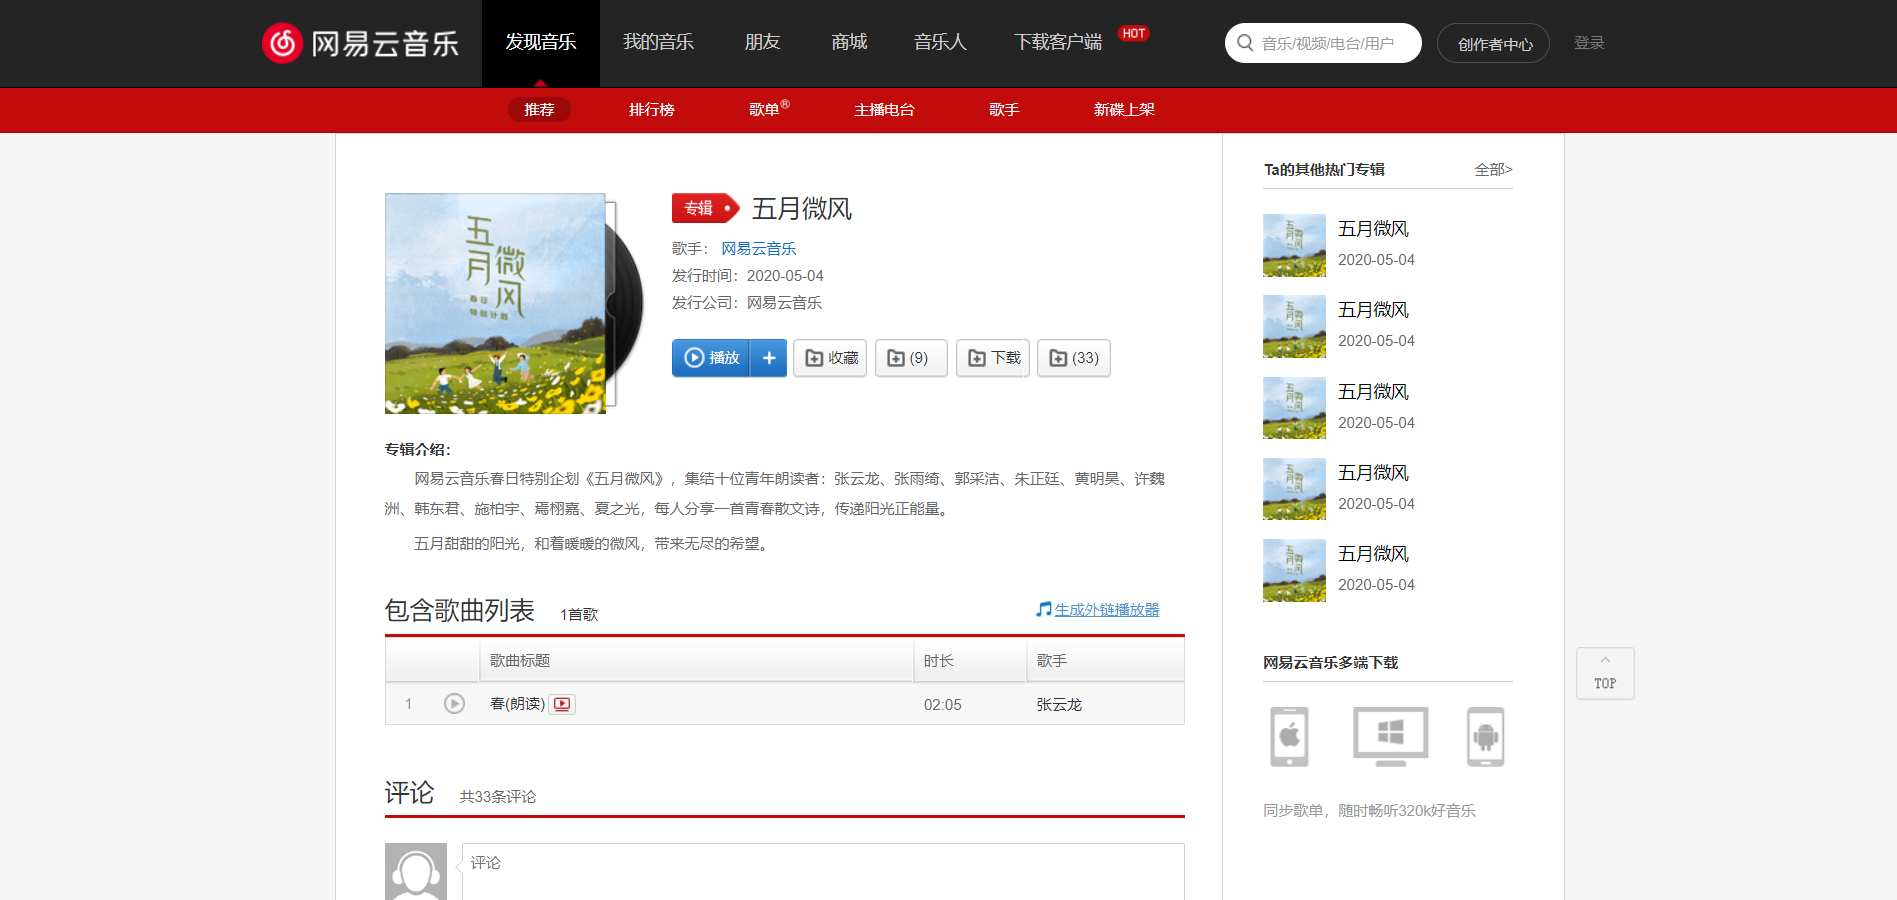 网易云音乐
发现音乐 我的音乐 朋友 商城 音乐人 下载客户端 HOT
音乐/视频/电台/用户
创作者中心
登录
推荐 排行榜 歌单® 主播电台 歌手 新碟上架
五月微风
春日
特别计划
专辑 五月微风
歌手： 网易云音乐
发行时间：2020-05-04
发行公司：网易云音乐
播放 + 收藏 (9) 下载 (33)
专辑介绍：
网易云音乐春日特别企划《五月微风》，集结十位青年朗读者：张云龙、张雨绮、郭采洁、朱正廷、黄明昊、许魏
洲、韩东君、施柏宇、焉栩嘉、夏之光，每人分享一首青春散文诗，传递阳光正能量。
五月甜甜的阳光，和着暖暖的微风，带来无尽的希望。
包含歌曲列表 1首歌
生成外链播放器
歌曲标题 时长 歌手
1 春(朗读) 02:05 张云龙
评论 共33条评论
评论
Ta的其他热门专辑 全部>
五月微风
2020-05-04
五月微风
2020-05-04
五月微风
2020-05-04
五月微风
2020-05-04
五月微风
2020-05-04
网易云音乐多端下载
同步歌单，随时畅听320k好音乐
TOP